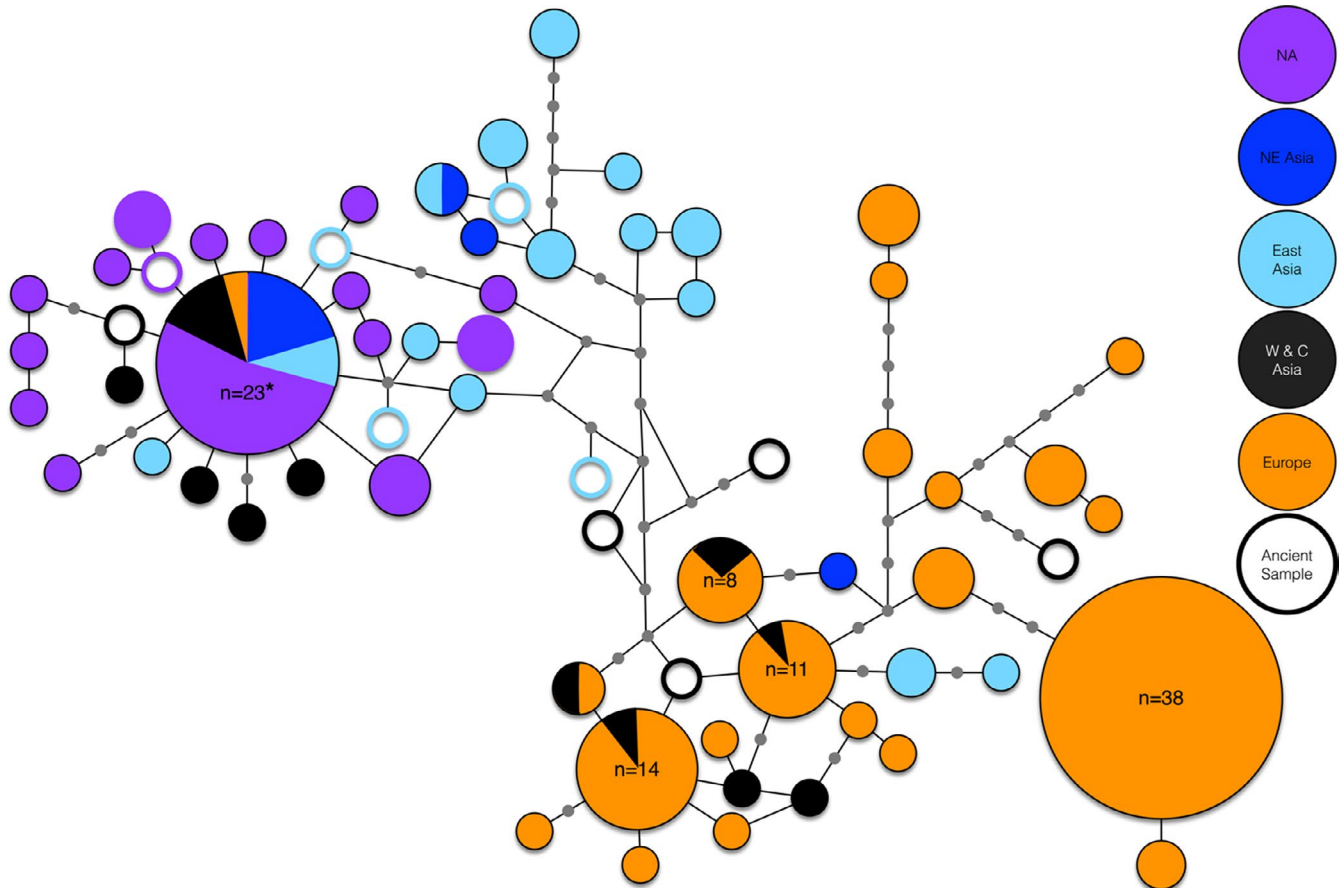 NA
NE Asia
East
Asia
W & C
Asia
Europe
Ancient
Sample
n=23*
n=8
n=11
n=14
n=38